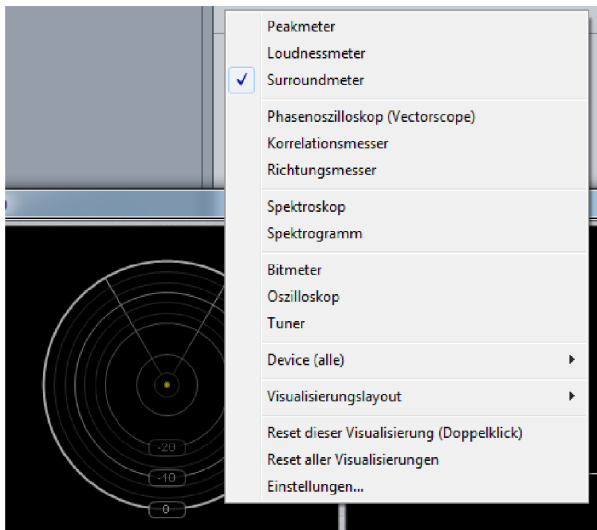 Peakmeter
Loudnessmeter
Surroundmeter
Phasenoszilloskop (Vectorscope)
Korrelationsmesser
Richtungsmesser
Spektroskop
Spektrogramm
Bitmeter
Oszilloskop
Tuner
Device (alle)
Visualisierungslayout
Reset dieser Visualisierung (Doppelklick)
Reset aller Visualisierungen
Einstellungen...
-20
-10
0